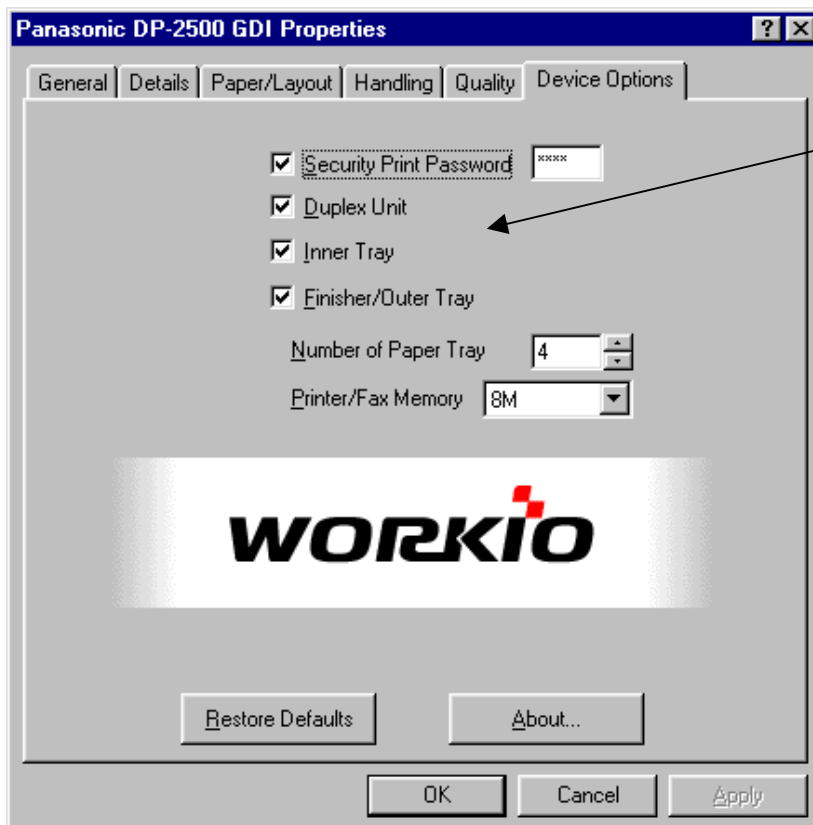 Panasonic DP-2500 GDI Properties
General Details Paper/Layout Handling Quality Device Options
Security Print Password ****
Duplex Unit
Inner Tray
Finisher/Outer Tray
Number of Paper Tray 4
Printer/Fax Memory 8M
WORKIO
Restore Defaults About...
OK Cancel Apply